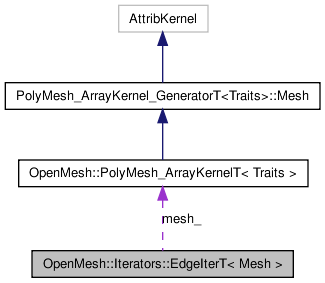 AttribKernel
PolyMesh_ArrayKernel_GeneratorT<Traits>::Mesh
OpenMesh::PolyMesh_ArrayKernelT< Traits >
mesh_
OpenMesh::Iterators::EdgeIterT< Mesh >